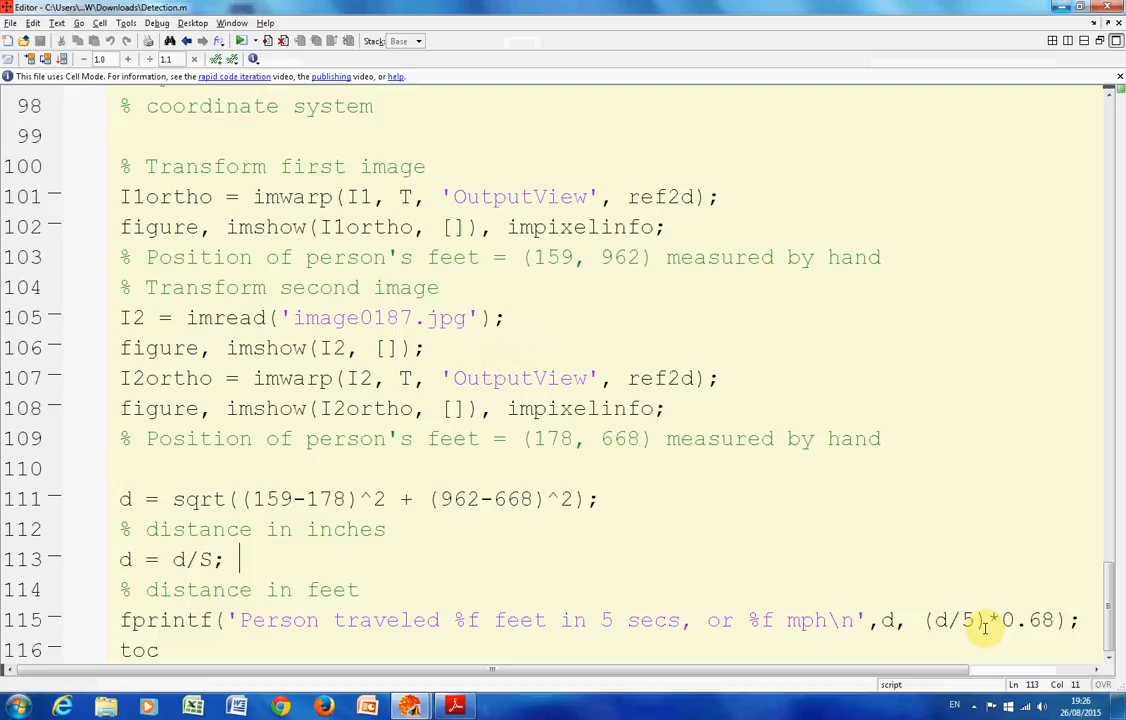 Editor - C:\Users\...W\Downloads\Detection.m
File Edit Text Go Cell Tools Debug Desktop Window Help
Stack: Base
- 1.0 + ÷ 1.1 ×
This file uses Cell Mode. For information, see the rapid code iteration video, the publishing video, or help.
98 % coordinate system
99
100 % Transform first image
101 I1ortho = imwarp(I1, T, 'OutputView', ref2d);
102 figure, imshow(I1ortho, []), impixelinfo;
103 % Position of person's feet = (159, 962) measured by hand
104 % Transform second image
105 I2 = imread('image0187.jpg');
106 figure, imshow(I2, []);
107 I2ortho = imwarp(I2, T, 'OutputView', ref2d);
108 figure, imshow(I2ortho, []), impixelinfo;
109 % Position of person's feet = (178, 668) measured by hand
110
111 d = sqrt((159-178)^2 + (962-668)^2);
112 % distance in inches
113 d = d/S;
114 % distance in feet
115 fprintf('Person traveled %f feet in 5 secs, or %f mph\n',d, (d/5)*0.68);
116 toc
script Ln 113 Col 11 OVR
EN 19:26
26/08/2015